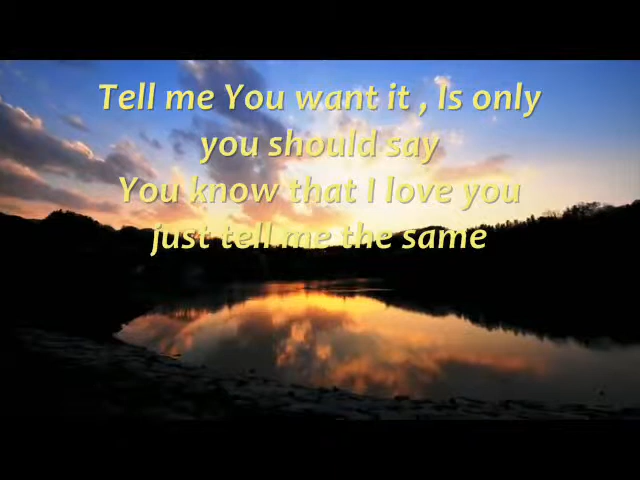 Tell me You want it , Is only
you should say
You know that I love you
just tell me the same